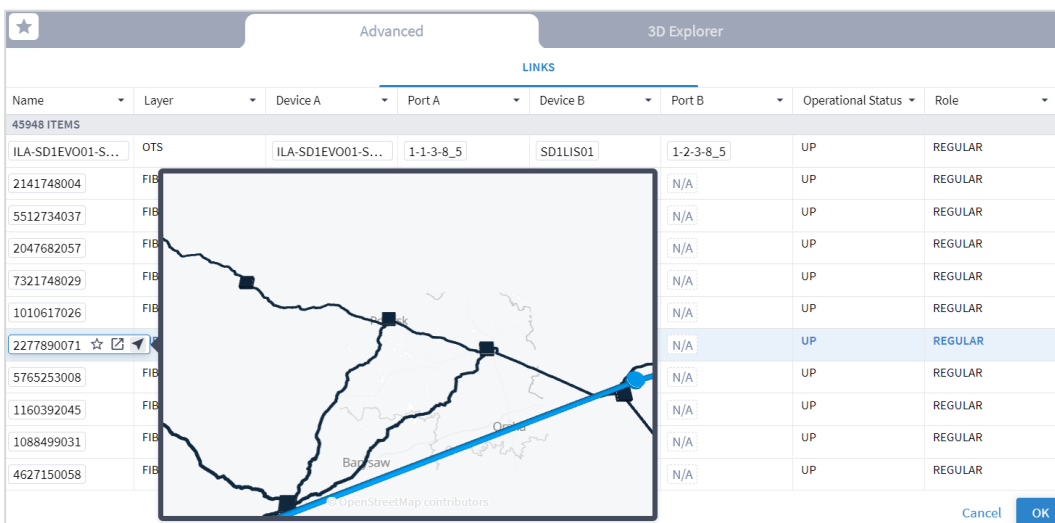 Advanced 3D Explorer
LINKS
Name Layer Device A Port A Device B Port B Operational Status Role
45948 ITEMS
ILA-SD1EVO01-S... OTS ILA-SD1EVO01-S... 1-1-3-8_5 SD1LIS01 1-2-3-8_5 UP REGULAR
2141748004 FIB N/A UP REGULAR
5512734037 FIB N/A UP REGULAR
2047682057 FIB N/A UP REGULAR
7321748029 FIB N/A UP REGULAR
1010617026 FIB N/A UP REGULAR
2277890071 N/A UP REGULAR
5765253008 FIB N/A UP REGULAR
1160392045 FIB N/A UP REGULAR
1088499031 FIB N/A UP REGULAR
4627150058 FIB N/A UP REGULAR
Barysaw
© OpenStreetMap contributors
Cancel OK